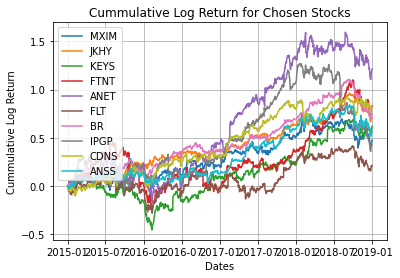 Cummulative Log Return for Chosen Stocks
Cummulative Log Return
1.5
1.0
0.5
0.0
−0.5
MXIM
JKHY
KEYS
FTNT
ANET
FLT
BR
IPGP
CDNS
ANSS
2015-01
2015-07
2016-01
2016-07
2017-01
2017-07
2018-01
2018-07
2019-01
Dates